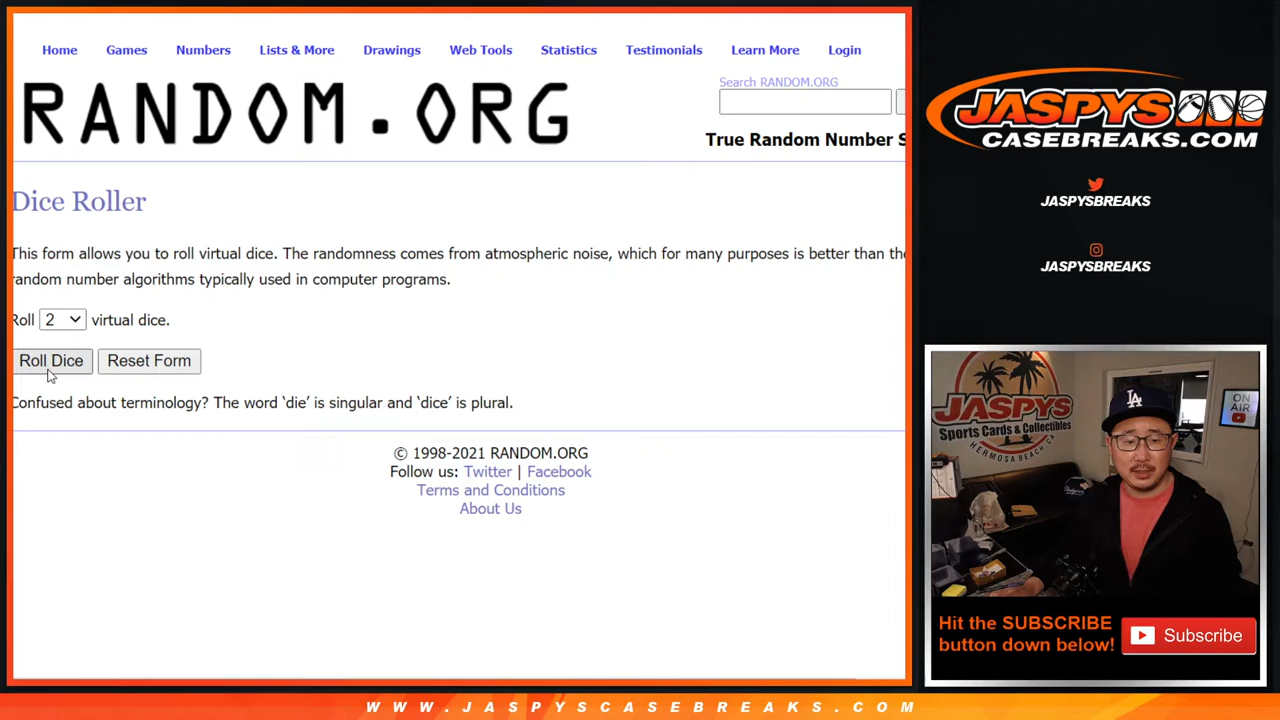 Home Games Numbers Lists & More Drawings Web Tools Statistics Testimonials Learn More Login
RANDOM.ORG
Search RANDOM.ORG
True Random Number S
Dice Roller
This form allows you to roll virtual dice. The randomness comes from atmospheric noise, which for many purposes is better than the
random number algorithms typically used in computer programs.
Roll 2 virtual dice.
Roll Dice Reset Form
Confused about terminology? The word ‘die’ is singular and ‘dice’ is plural.
© 1998-2021 RANDOM.ORG
Follow us: Twitter | Facebook
Terms and Conditions
About Us
JASPYS
CASEBREAKS.COM
JASPYSBREAKS
JASPYSBREAKS
JASPYS
Sports Cards & Collectibles
HERMOSA BEACH, CA
ON
AIR
LA
Hit the SUBSCRIBE
button down below!
Subscribe
WWW.JASPYSCASEBREAKS.COM